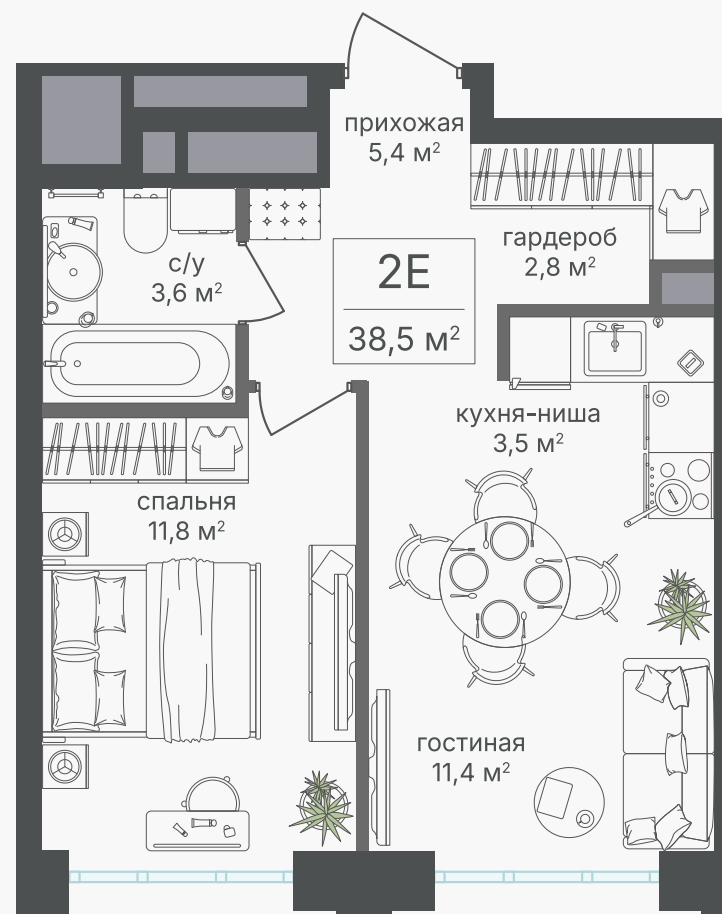 прихожая
5,4 м²
гардероб
2,8 м²
с/у
3,6 м²
2Е
38,5 м²
кухня-ниша
3,5 м²
спальня
11,8 м²
гостиная
11,4 м²